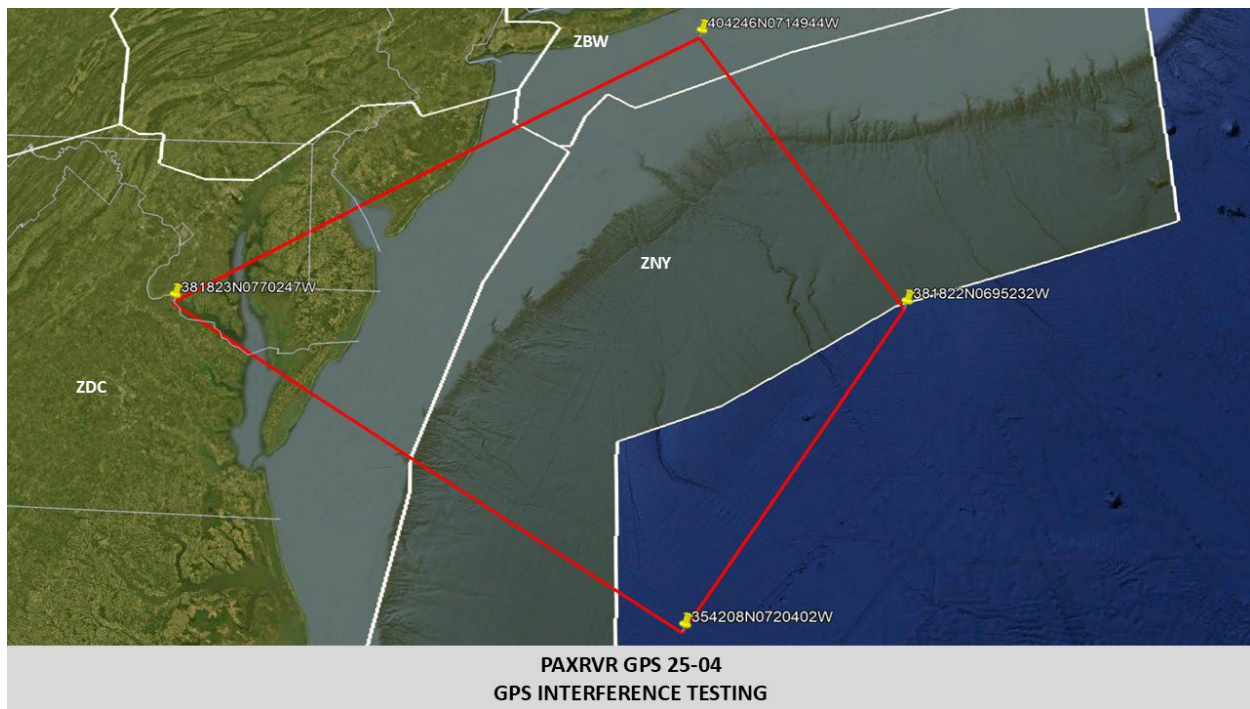 404246N0714944W
ZBW
ZNY
381823N0770247W
381822N0695232W
ZDC
354208N0720402W
PAXRVR GPS 25-04
GPS INTERFERENCE TESTING